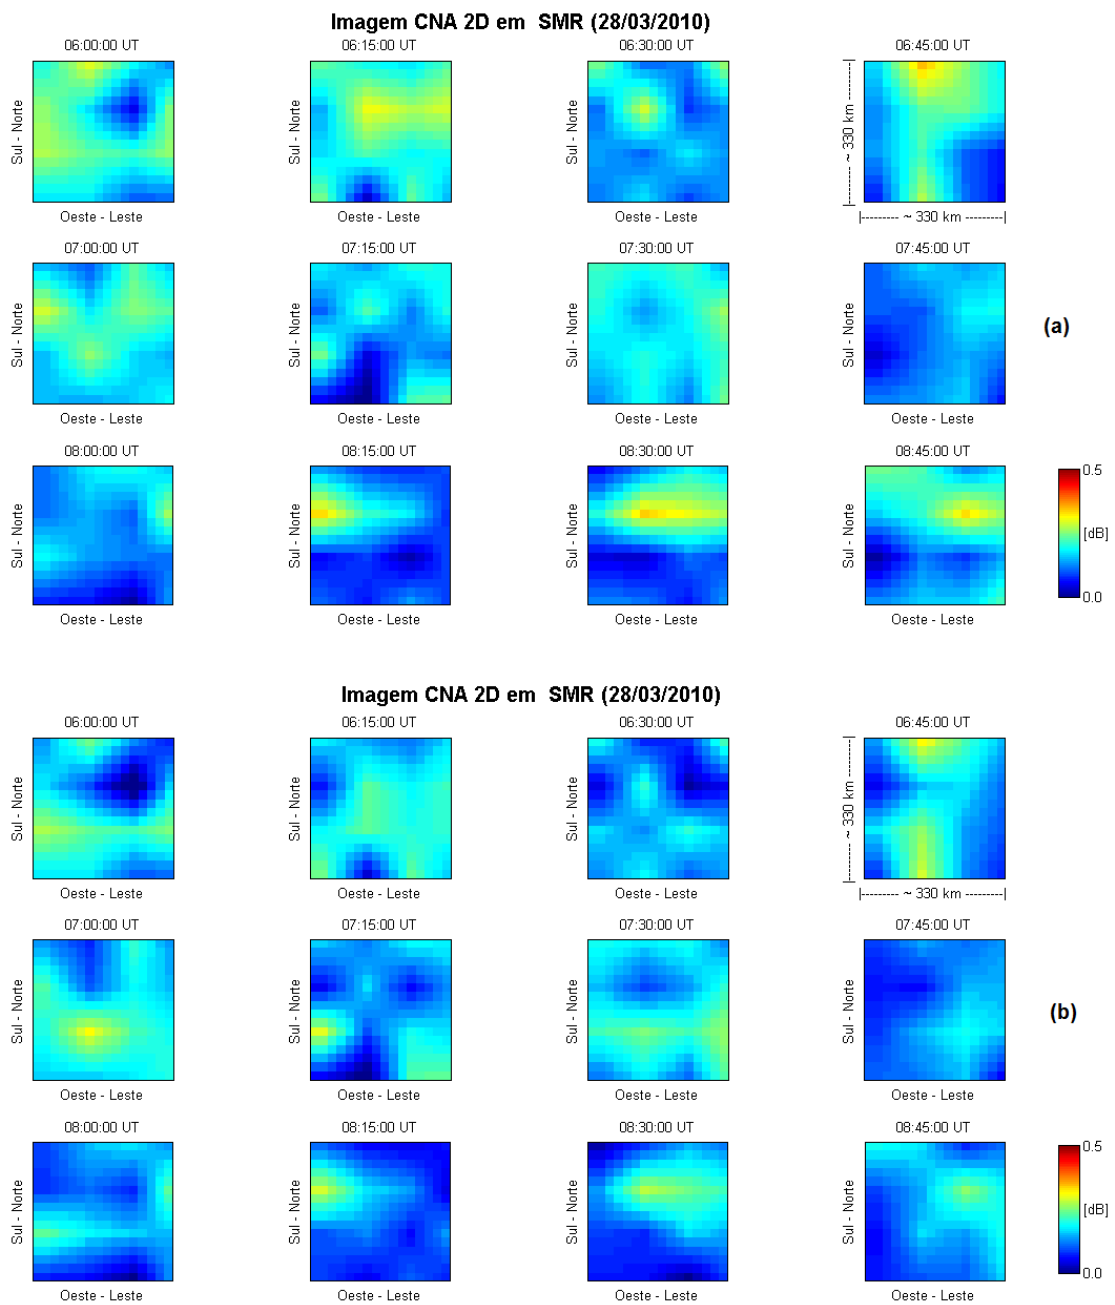 Imagem CNA 2D em SMR (28/03/2010)
06:00:00 UT 06:15:00 UT 06:30:00 UT 06:45:00 UT
Sul - Norte Sul - Norte Sul - Norte |--------- ~ 330 km ---------|
Oeste - Leste Oeste - Leste Oeste - Leste |-------- ~ 330 km --------|
07:00:00 UT 07:15:00 UT 07:30:00 UT 07:45:00 UT
Sul - Norte Sul - Norte Sul - Norte Sul - Norte (a)
Oeste - Leste Oeste - Leste Oeste - Leste Oeste - Leste
08:00:00 UT 08:15:00 UT 08:30:00 UT 08:45:00 UT
Sul - Norte Sul - Norte Sul - Norte Sul - Norte
0.5
[dB]
0.0
Oeste - Leste Oeste - Leste Oeste - Leste Oeste - Leste
Imagem CNA 2D em SMR (28/03/2010)
06:00:00 UT 06:15:00 UT 06:30:00 UT 06:45:00 UT
Sul - Norte Sul - Norte Sul - Norte |--------- ~ 330 km ---------|
Oeste - Leste Oeste - Leste Oeste - Leste |-------- ~ 330 km --------|
07:00:00 UT 07:15:00 UT 07:30:00 UT 07:45:00 UT
Sul - Norte Sul - Norte Sul - Norte Sul - Norte (b)
Oeste - Leste Oeste - Leste Oeste - Leste Oeste - Leste
08:00:00 UT 08:15:00 UT 08:30:00 UT 08:45:00 UT
Sul - Norte Sul - Norte Sul - Norte Sul - Norte
0.5
[dB]
0.0
Oeste - Leste Oeste - Leste Oeste - Leste Oeste - Leste